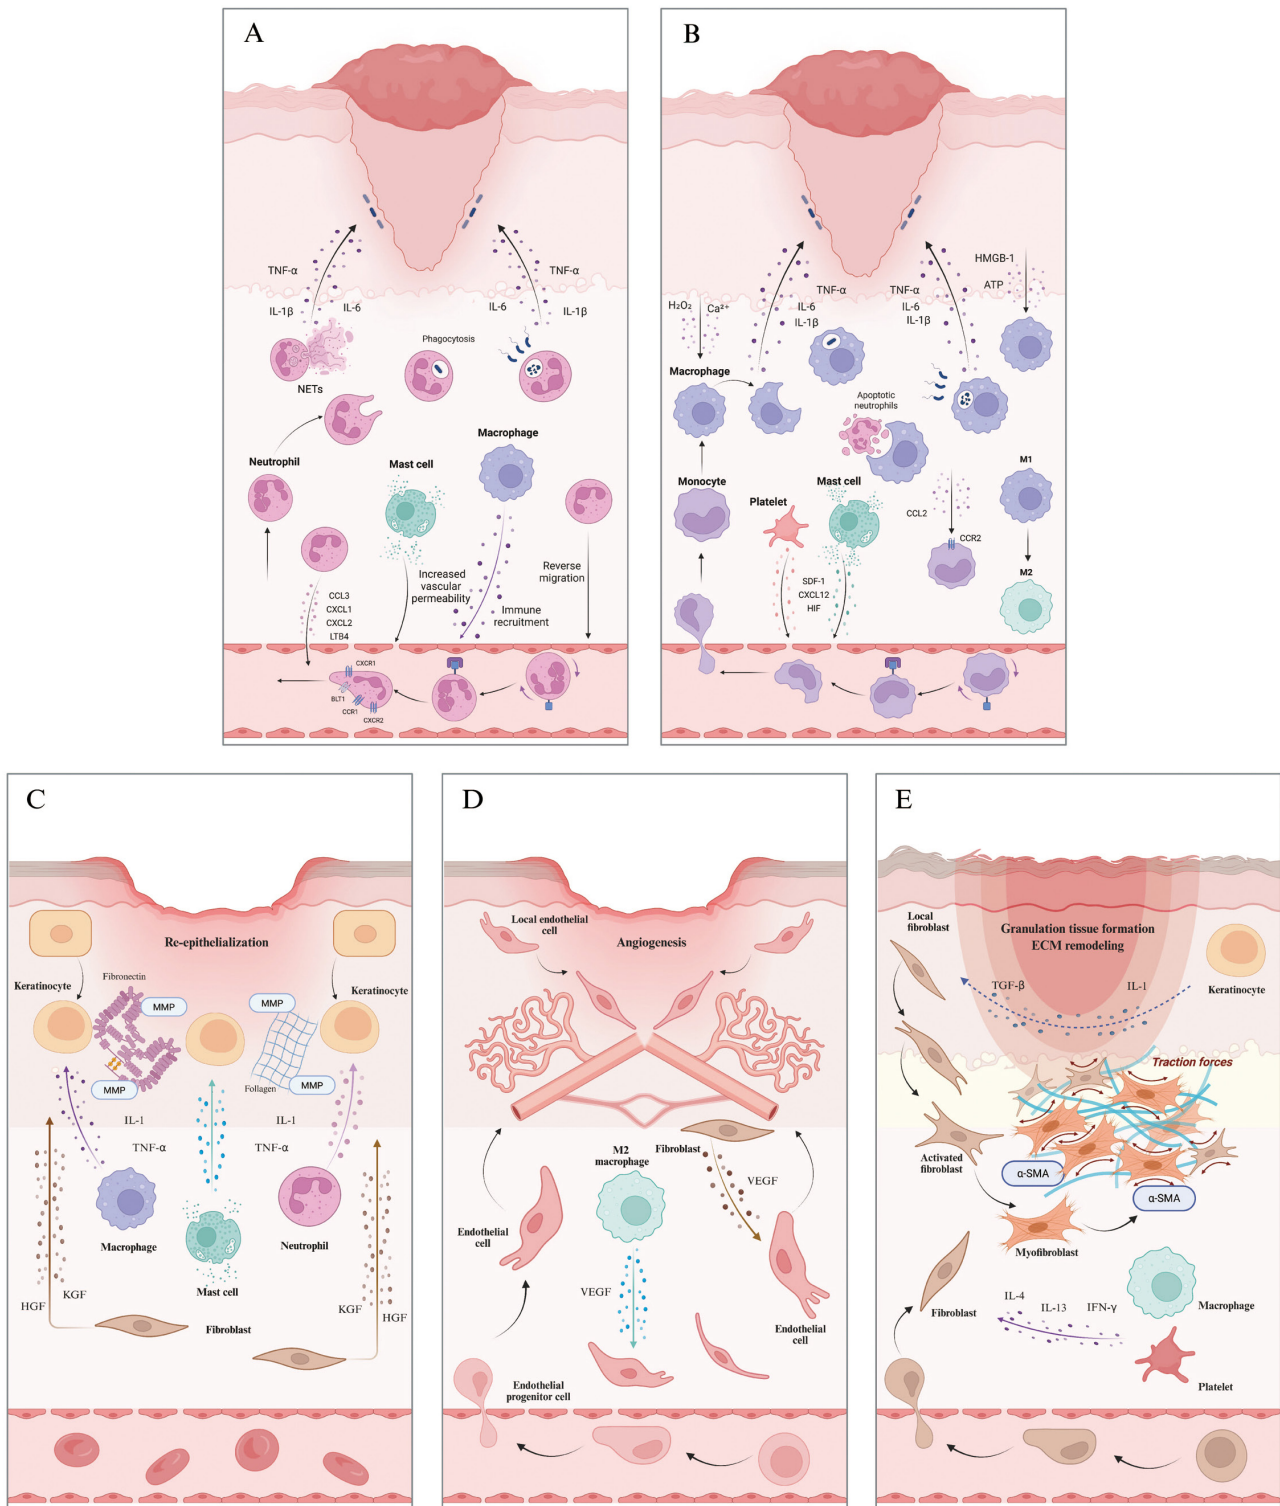 A
TNF-α
TNF-α
IL-1β
IL-6
IL-6
IL-1β
Phagocytosis
NETs
Macrophage
Neutrophil
Mast cell
Increased
vascular
permeability
Reverse
migration
Immune
recruitment
CCL3
CXCL1
CXCL2
LTB4
CXCR1
BLT1
CCR1
CXCR2
B
HMGB-1
ATP
TNF-α
IL-6
IL-1β
TNF-α
IL-6
IL-1β
H₂O₂
Ca²⁺
Macrophage
Apoptotic
neutrophils
Monocyte
Platelet
Mast cell
M1
CCL2
CCR2
M2
SDF-1
CXCL12
HIF
C
Re-epithelialization
Fibronectin
Keratinocyte
MMP
MMP
Keratinocyte
MMP
Follagen
MMP
IL-1
IL-1
TNF-α
TNF-α
Macrophage
Neutrophil
Mast cell
HGF
KGF
KGF
HGF
Fibroblast
D
Local endothelial
cell
Angiogenesis
M2
macrophage
Fibroblast
VEGF
Endothelial
cell
VEGF
Endothelial
cell
Endothelial
progenitor cell
E
Local
fibroblast
Granulation tissue formation
ECM remodeling
TGF-β
IL-1
Keratinocyte
Traction forces
Activated
fibroblast
α-SMA
α-SMA
Myofibroblast
Fibroblast
IL-4
IL-13
IFN-γ
Macrophage
Platelet